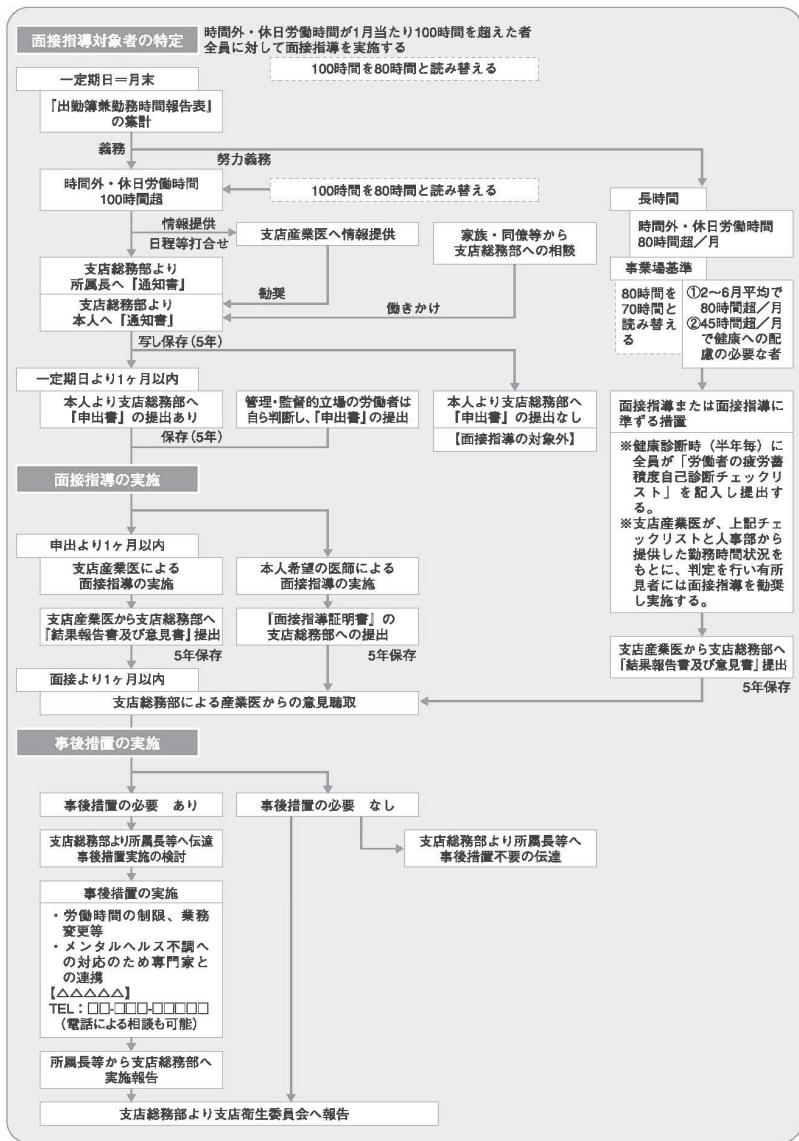 面接指導対象者の特定
時間外・休日労働時間が1月当たり100時間を超えた者
全員に対して面接指導を実施する
100時間を80時間と読み替える
一定期日＝月末
『出勤簿兼勤務時間報告表』
の集計
義務
努力義務
時間外・休日労働時間
100時間超
100時間を80時間と読み替える
情報提供
日程等打合せ
支店産業医へ情報提供
家族・同僚等から
支店総務部への相談
支店総務部より
所属長へ『通知書』
支店総務部より
本人へ『通知書』
勧奨
働きかけ
写し保存（5年）
長時間
時間外・休日労働時間
80時間超／月
事業場基準
80時間を
70時間と
読み替え
る
①2～6月平均で
80時間超／月
②45時間超／月
で健康への配
慮の必要な者
一定期日より1ヶ月以内
本人より支店総務部へ
『申出書』の提出あり
保存（5年）
管理・監督的立場の労働者は
自ら判断し、『申出書』の提出
本人より支店総務部へ
『申出書』の提出なし
【面接指導の対象外】
面接指導または面接指導に
準ずる措置
※健康診断時（半年毎）に
全員が「労働者の疲労蓄
積度自己診断チェックリ
スト」を記入し提出す
る。
※支店産業医が、上記チェ
ックリストと人事部から
提供した勤務時間状況を
もとに、判定を行い有所
見者には面接指導を勧奨
し実施する。
支店産業医から支店総務部へ
『結果報告書及び意見書』提出
5年保存
面接指導の実施
申出より1ヶ月以内
支店産業医による
面接指導の実施
本人希望の医師による
面接指導の実施
支店産業医から支店総務部へ
『結果報告書及び意見書』提出
5年保存
『面接指導証明書』の
支店総務部への提出
5年保存
面接より1ヶ月以内
支店総務部による産業医からの意見聴取
事後措置の実施
事後措置の必要　あり
事後措置の必要　なし
支店総務部より所属長等へ伝達
事後措置実施の検討
支店総務部より所属長等へ
事後措置不要の伝達
事後措置の実施
・労働時間の制限、業務
変更等
・メンタルヘルス不調へ
の対応のため専門家と
の連携
【△△△△△】
TEL：□□-□□□-□□□□□
（電話による相談も可能）
所属長等から支店総務部へ
実施報告
支店総務部より支店衛生委員会へ報告